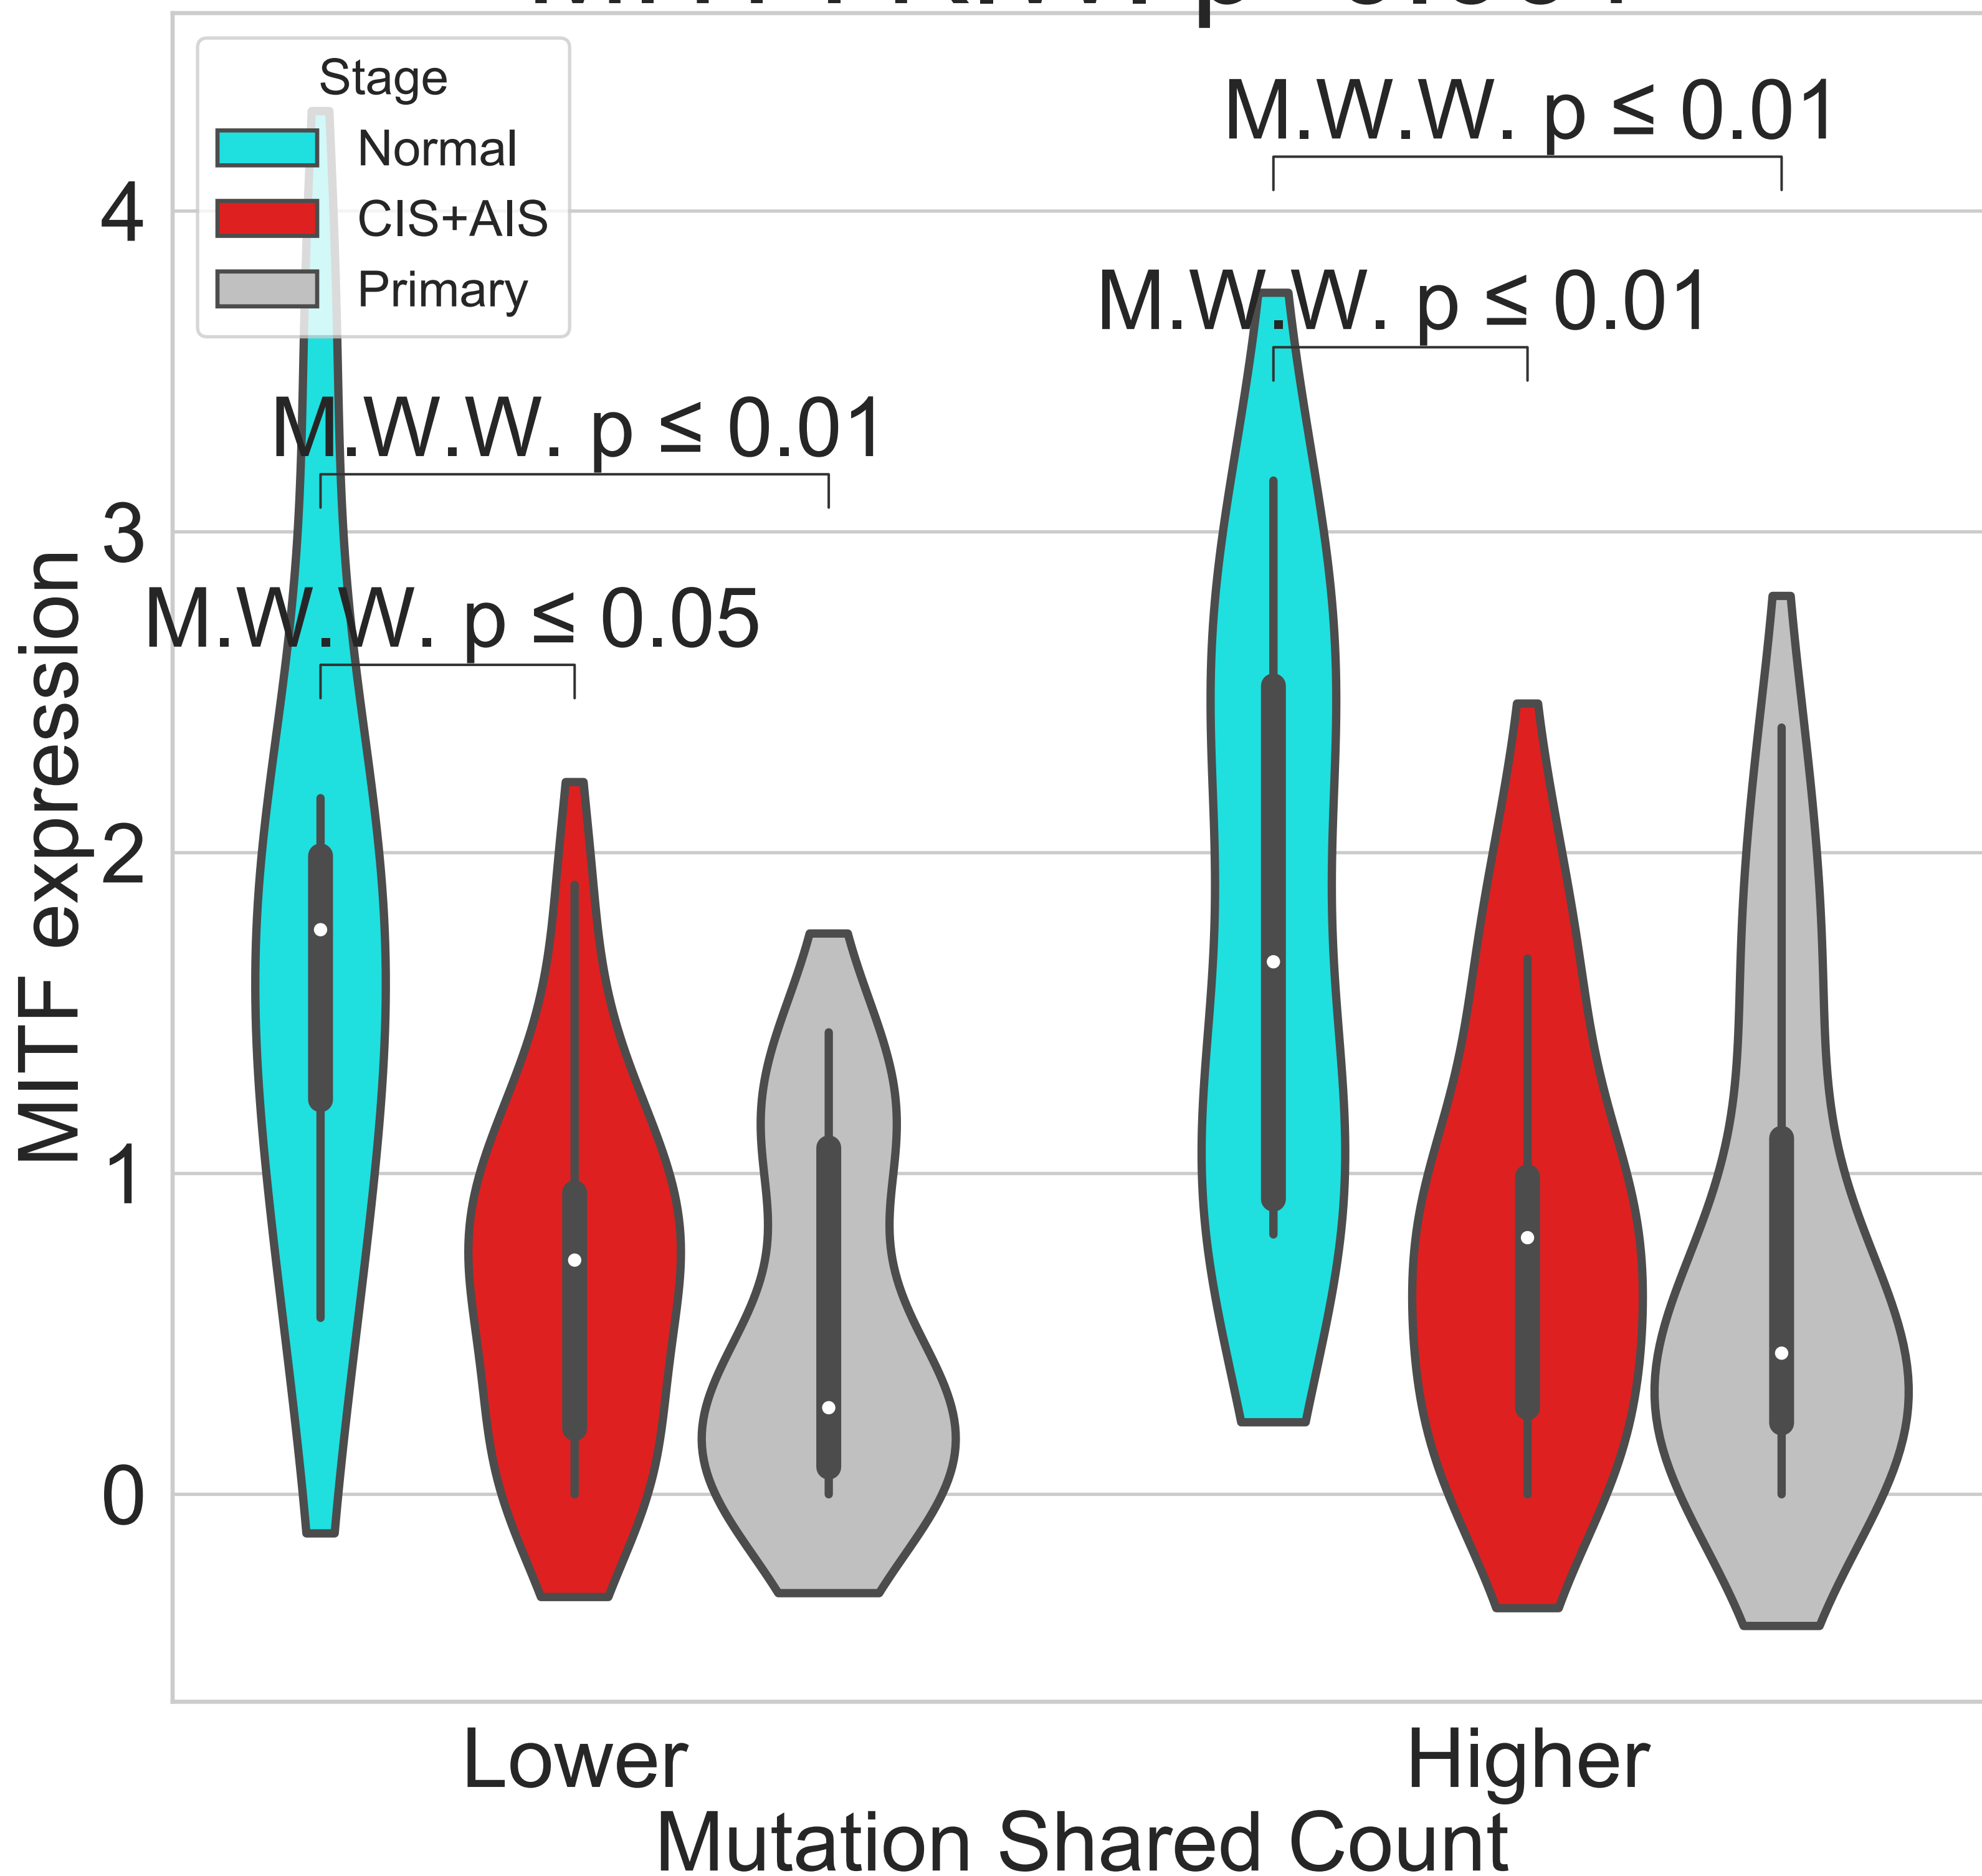 Stage
Normal
CIS+AIS
Primary
M.W.W. p ≤ 0.01
M.W.W. p ≤ 0.01
M.W.W. p ≤ 0.01
M.W.W. p ≤ 0.05
4
3
2
1
0
MITF expression
Lower
Higher
Mutation Shared Count